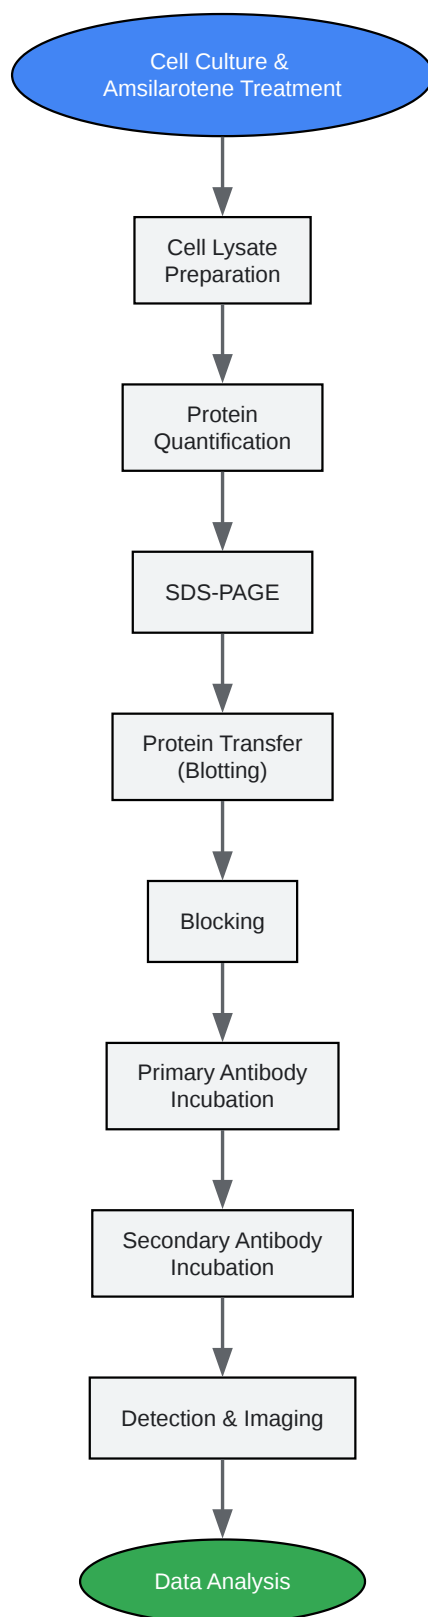 Cell Culture &
Amsilarotene Treatment
Cell Lysate
Preparation
Protein
Quantification
SDS-PAGE
Protein Transfer
(Blotting)
Blocking
Primary Antibody
Incubation
Secondary Antibody
Incubation
Detection & Imaging
Data Analysis